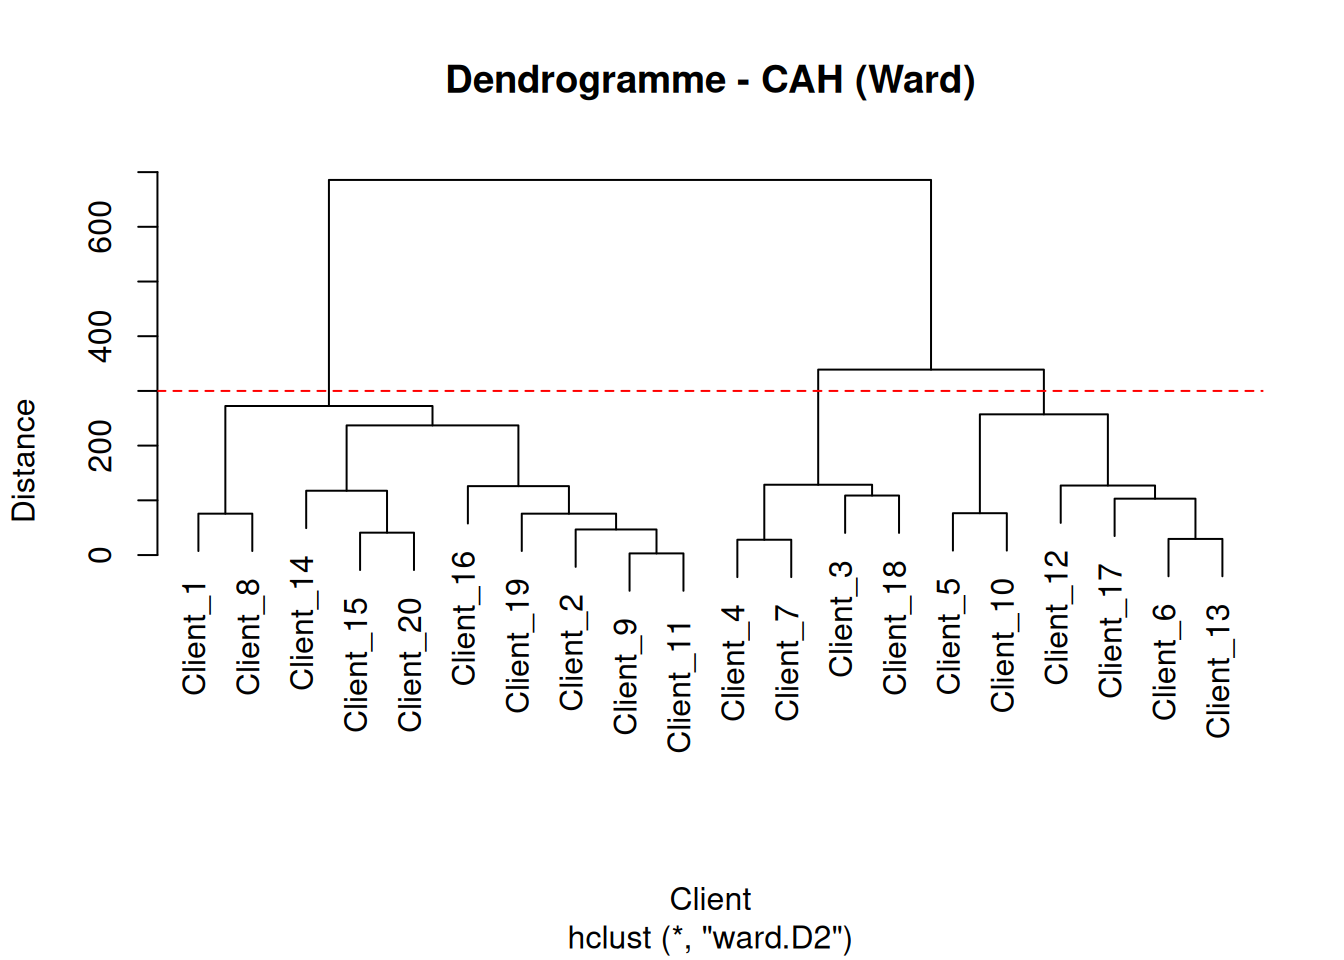 Dendrogramme - CAH (Ward)
Distance
600
400
200
0
Client_1
Client_8
Client_14
Client_15
Client_20
Client_16
Client_19
Client_2
Client_9
Client_11
Client_4
Client_7
Client_3
Client_18
Client_5
Client_10
Client_12
Client_17
Client_6
Client_13
Client
hclust (*, "ward.D2")